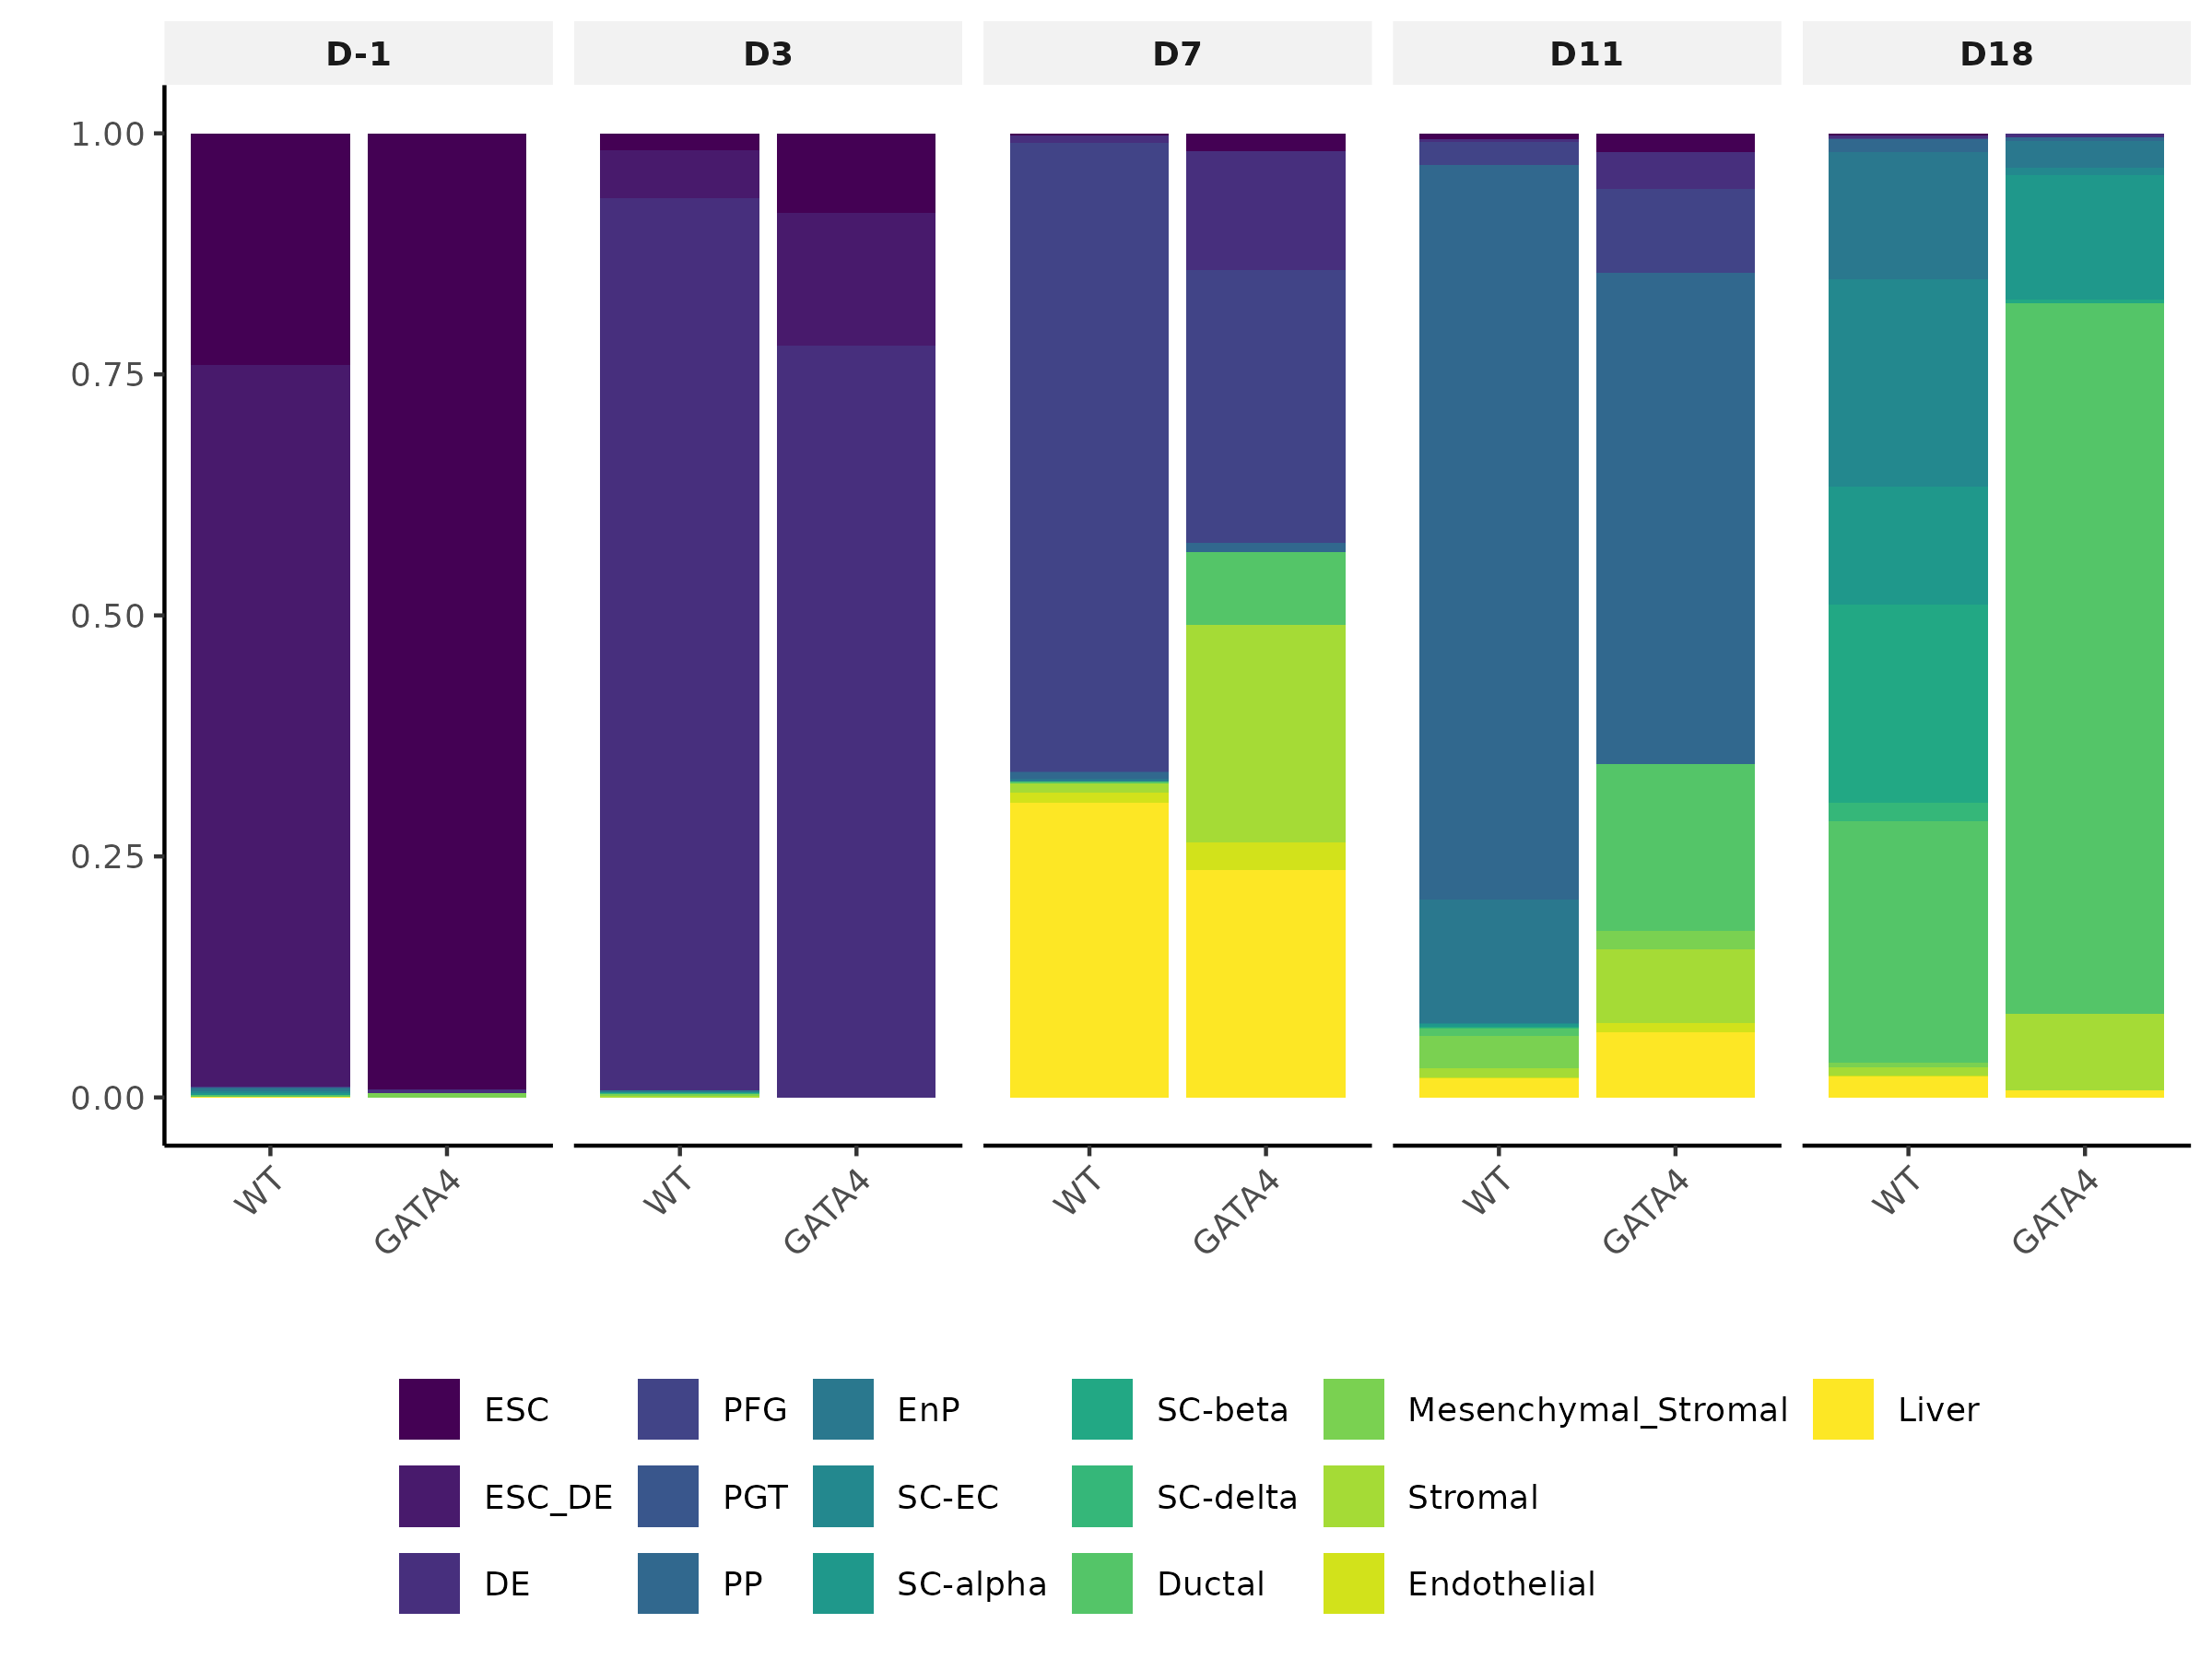 D-1 D3 D7 D11 D18
1.00
0.75
0.50
0.25
0.00
WT GATA4 WT GATA4 WT GATA4 WT GATA4 WT GATA4
ESC PFG EnP SC-beta Mesenchymal_Stromal Liver
ESC_DE PGT SC-EC SC-delta Stromal
DE PP SC-alpha Ductal Endothelial